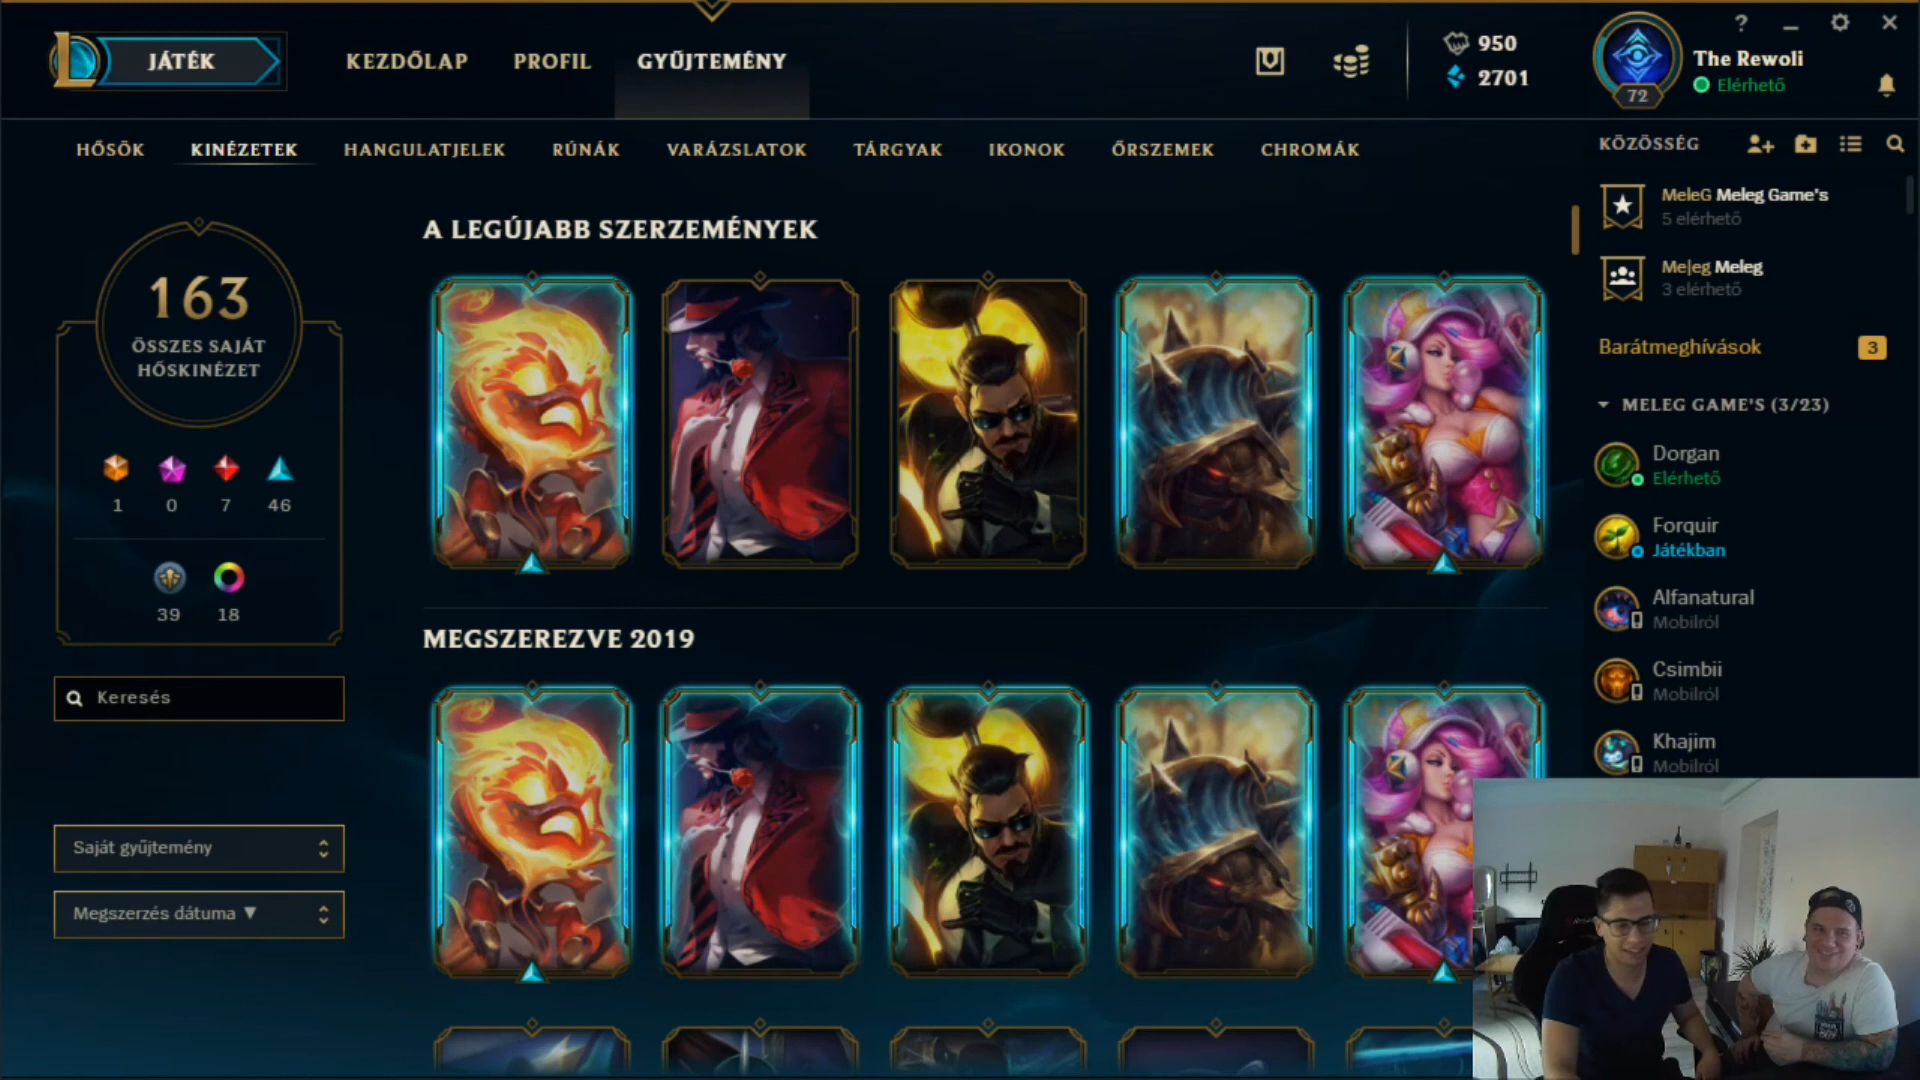 JÁTÉK
KEZDŐLAP
PROFIL
GYŰJTEMÉNY
950
2701
72
The Rewoli
Elérhető
HŐSÖK
KINÉZETEK
HANGULATJELEK
RÚNÁK
VARÁZSLATOK
TÁRGYAK
IKONOK
ŐRSZEMEK
CHROMÁK
163
ÖSSZES SAJÁT
HŐSKINÉZET
1
0
7
46
39
18
Keresés
Saját gyűjtemény
Megszerzés dátuma ▼
A LEGÚJABB SZERZEMÉNYEK
MEGSZEREZVE 2019
KÖZÖSSÉG
MeleG Meleg Game's
5 elérhető
Me|eg Meleg
3 elérhető
Barátmeghívások
3
MELEG GAME'S (3/23)
Dorgan
Elérhető
Forquir
Játékban
Alfanatural
Mobilról
Csimbii
Mobilról
Khajim
Mobilról